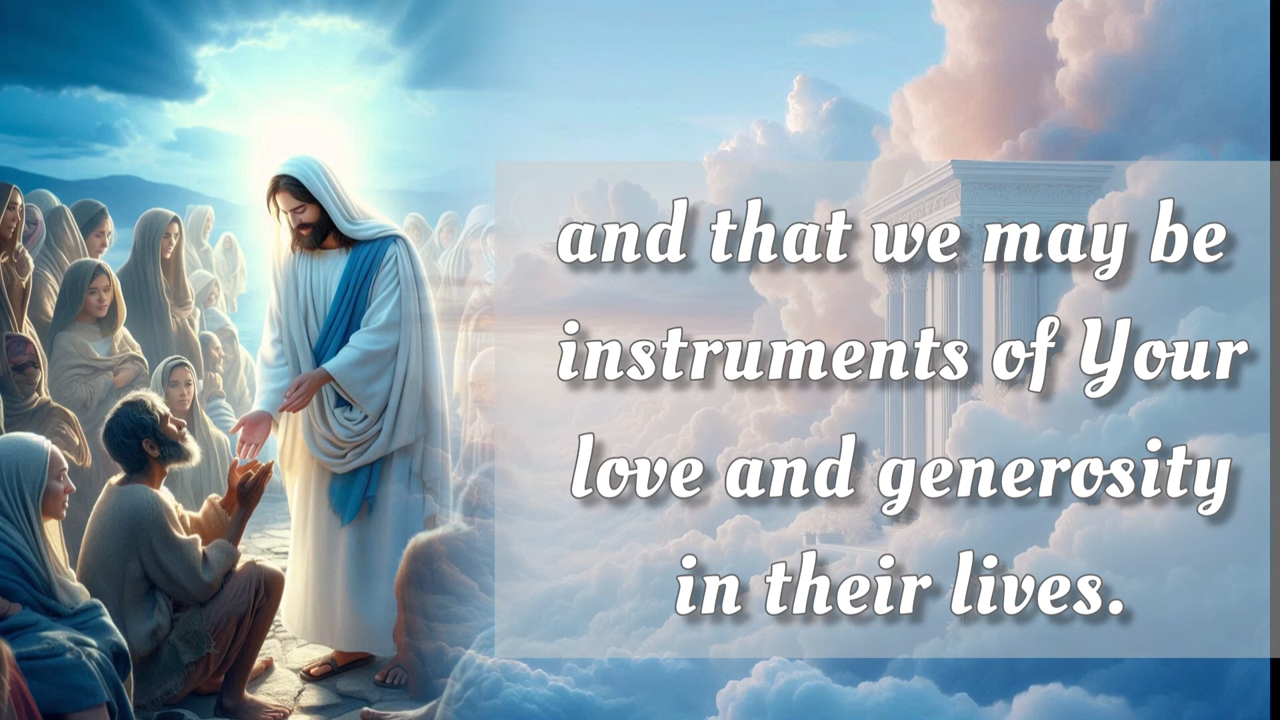 and that we may be
instruments of Your
love and generosity
in their lives.